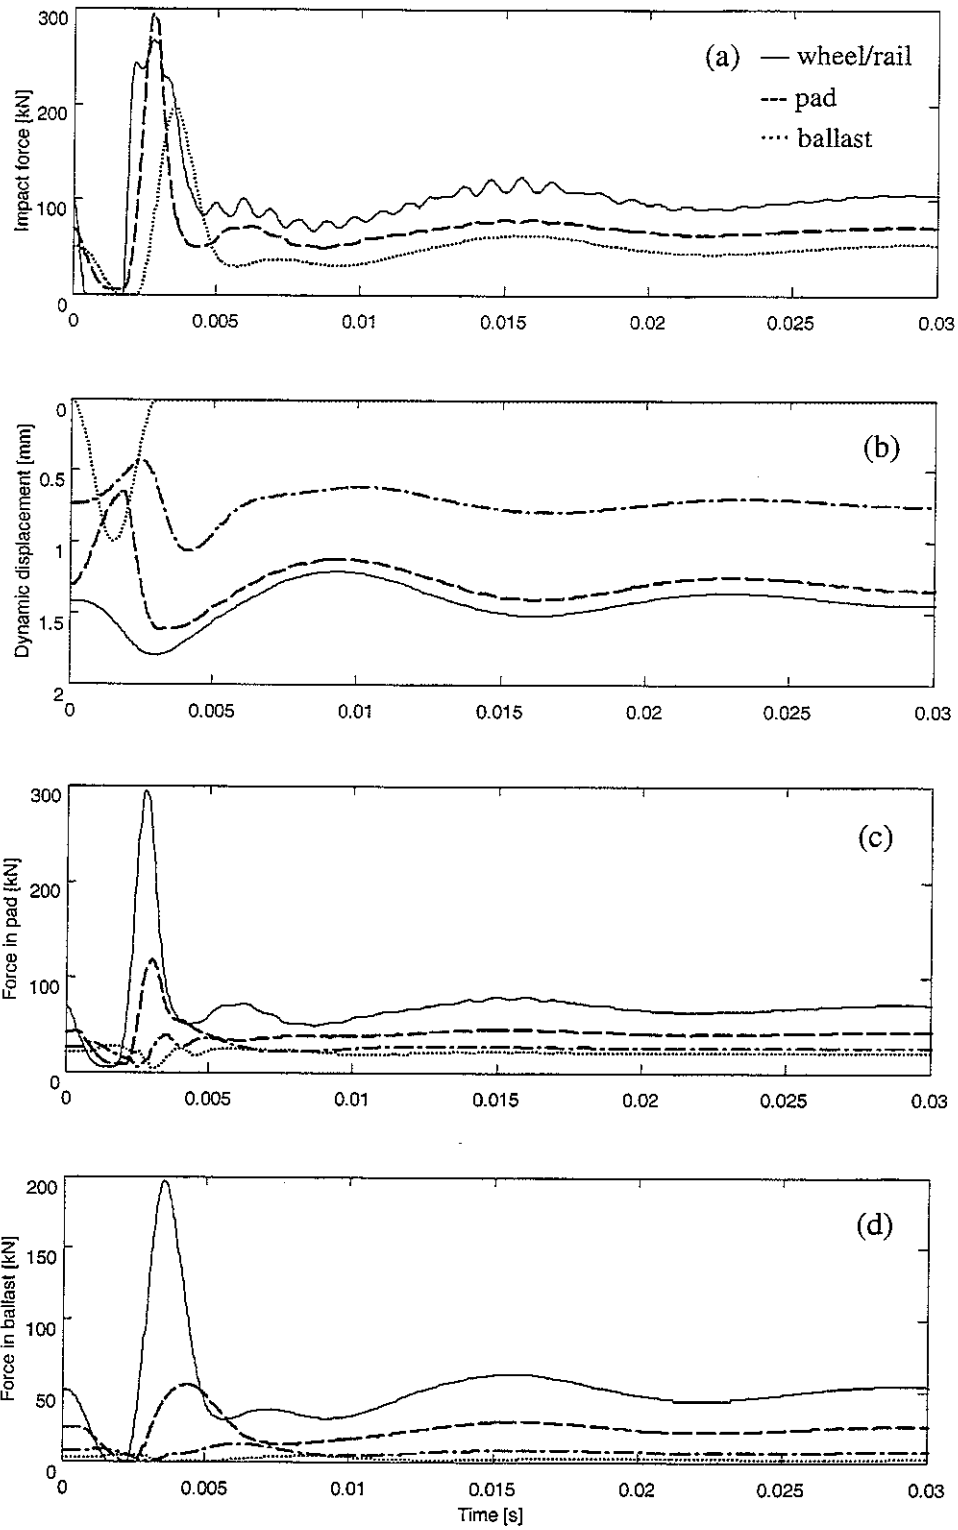 300
200
100
0
Impact force [kN]
(a)
wheel/rail
pad
ballast
0 0.005 0.01 0.015 0.02 0.025 0.03
0
0.5
1
1.5
2
Dynamic displacement [mm]
(b)
0 0.005 0.01 0.015 0.02 0.025 0.03
300
200
100
0
Force in pad [kN]
(c)
0 0.005 0.01 0.015 0.02 0.025 0.03
200
150
100
50
0
Force in ballast [kN]
(d)
0 0.005 0.01 0.015 0.02 0.025 0.03
Time [s]